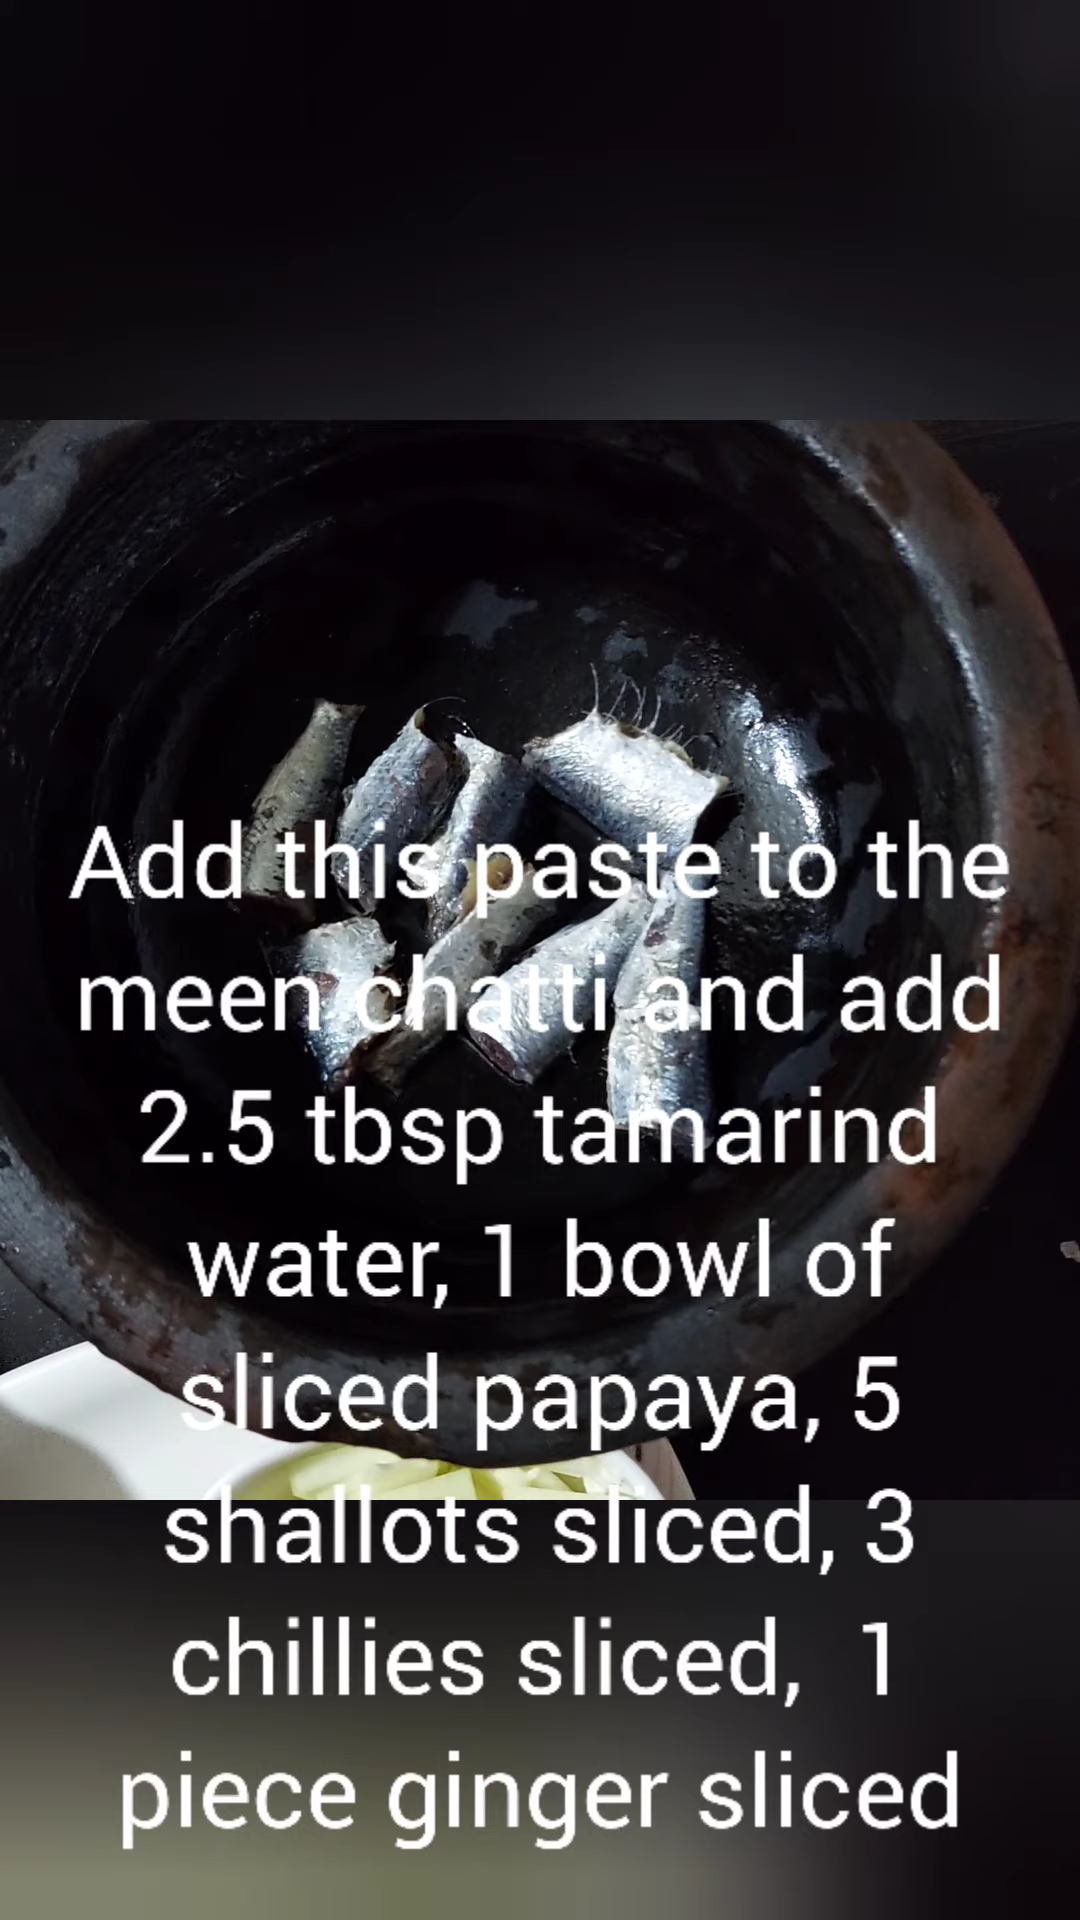 Add this paste to the
meen chatti and add
2.5 tbsp tamarind
water, 1 bowl of
sliced papaya, 5
shallots sliced, 3
chillies sliced, 1
piece ginger sliced